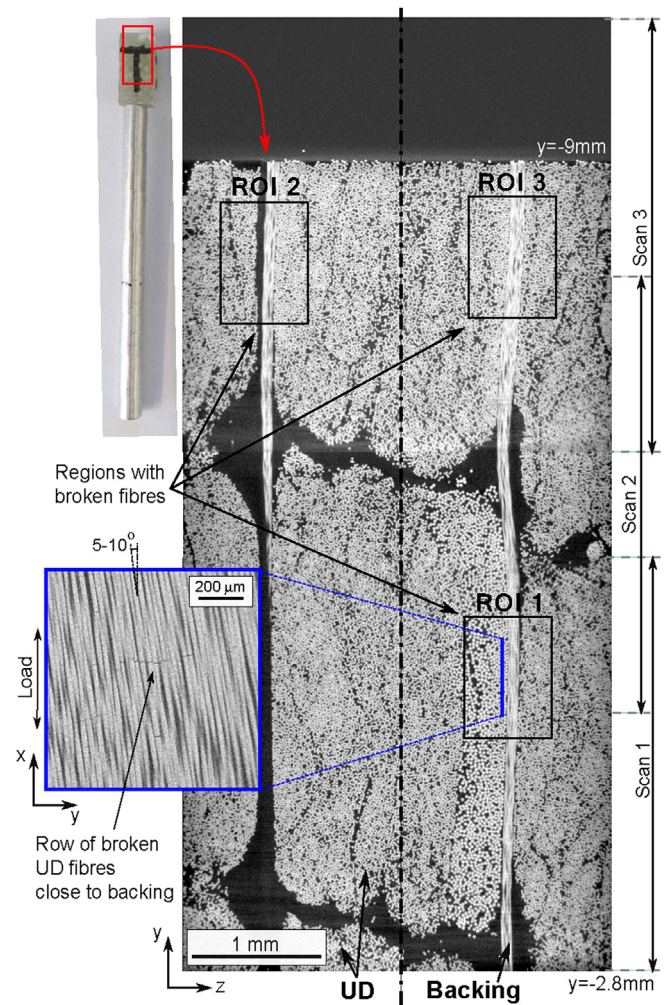 y=-9mm
ROI 2
ROI 3
Scan 3
Regions with
broken fibres
Scan 2
5-10°
200 μm
ROI 1
Load
x
y
Scan 1
Row of broken
UD fibres
close to backing
y
z
1 mm
UD
Backing
y=-2.8mm